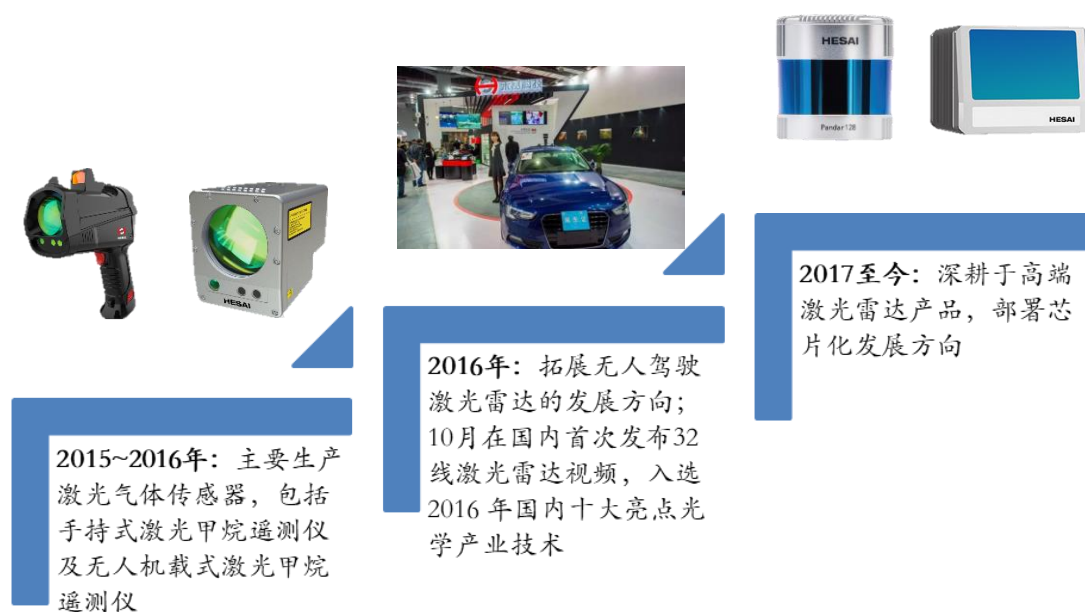 HESAI
2015~2016年：主要生产
激光气体传感器，包括
手持式激光甲烷遥测仪
及无人机载式激光甲烷
遥测仪
2016年：拓展无人驾驶
激光雷达的发展方向；
10月在国内首次发布32
线激光雷达视频，入选
2016 年国内十大亮点光
学产业技术
HESAI
Pandar128
HESAI
2017至今：深耕于高端
激光雷达产品，部署芯
片化发展方向